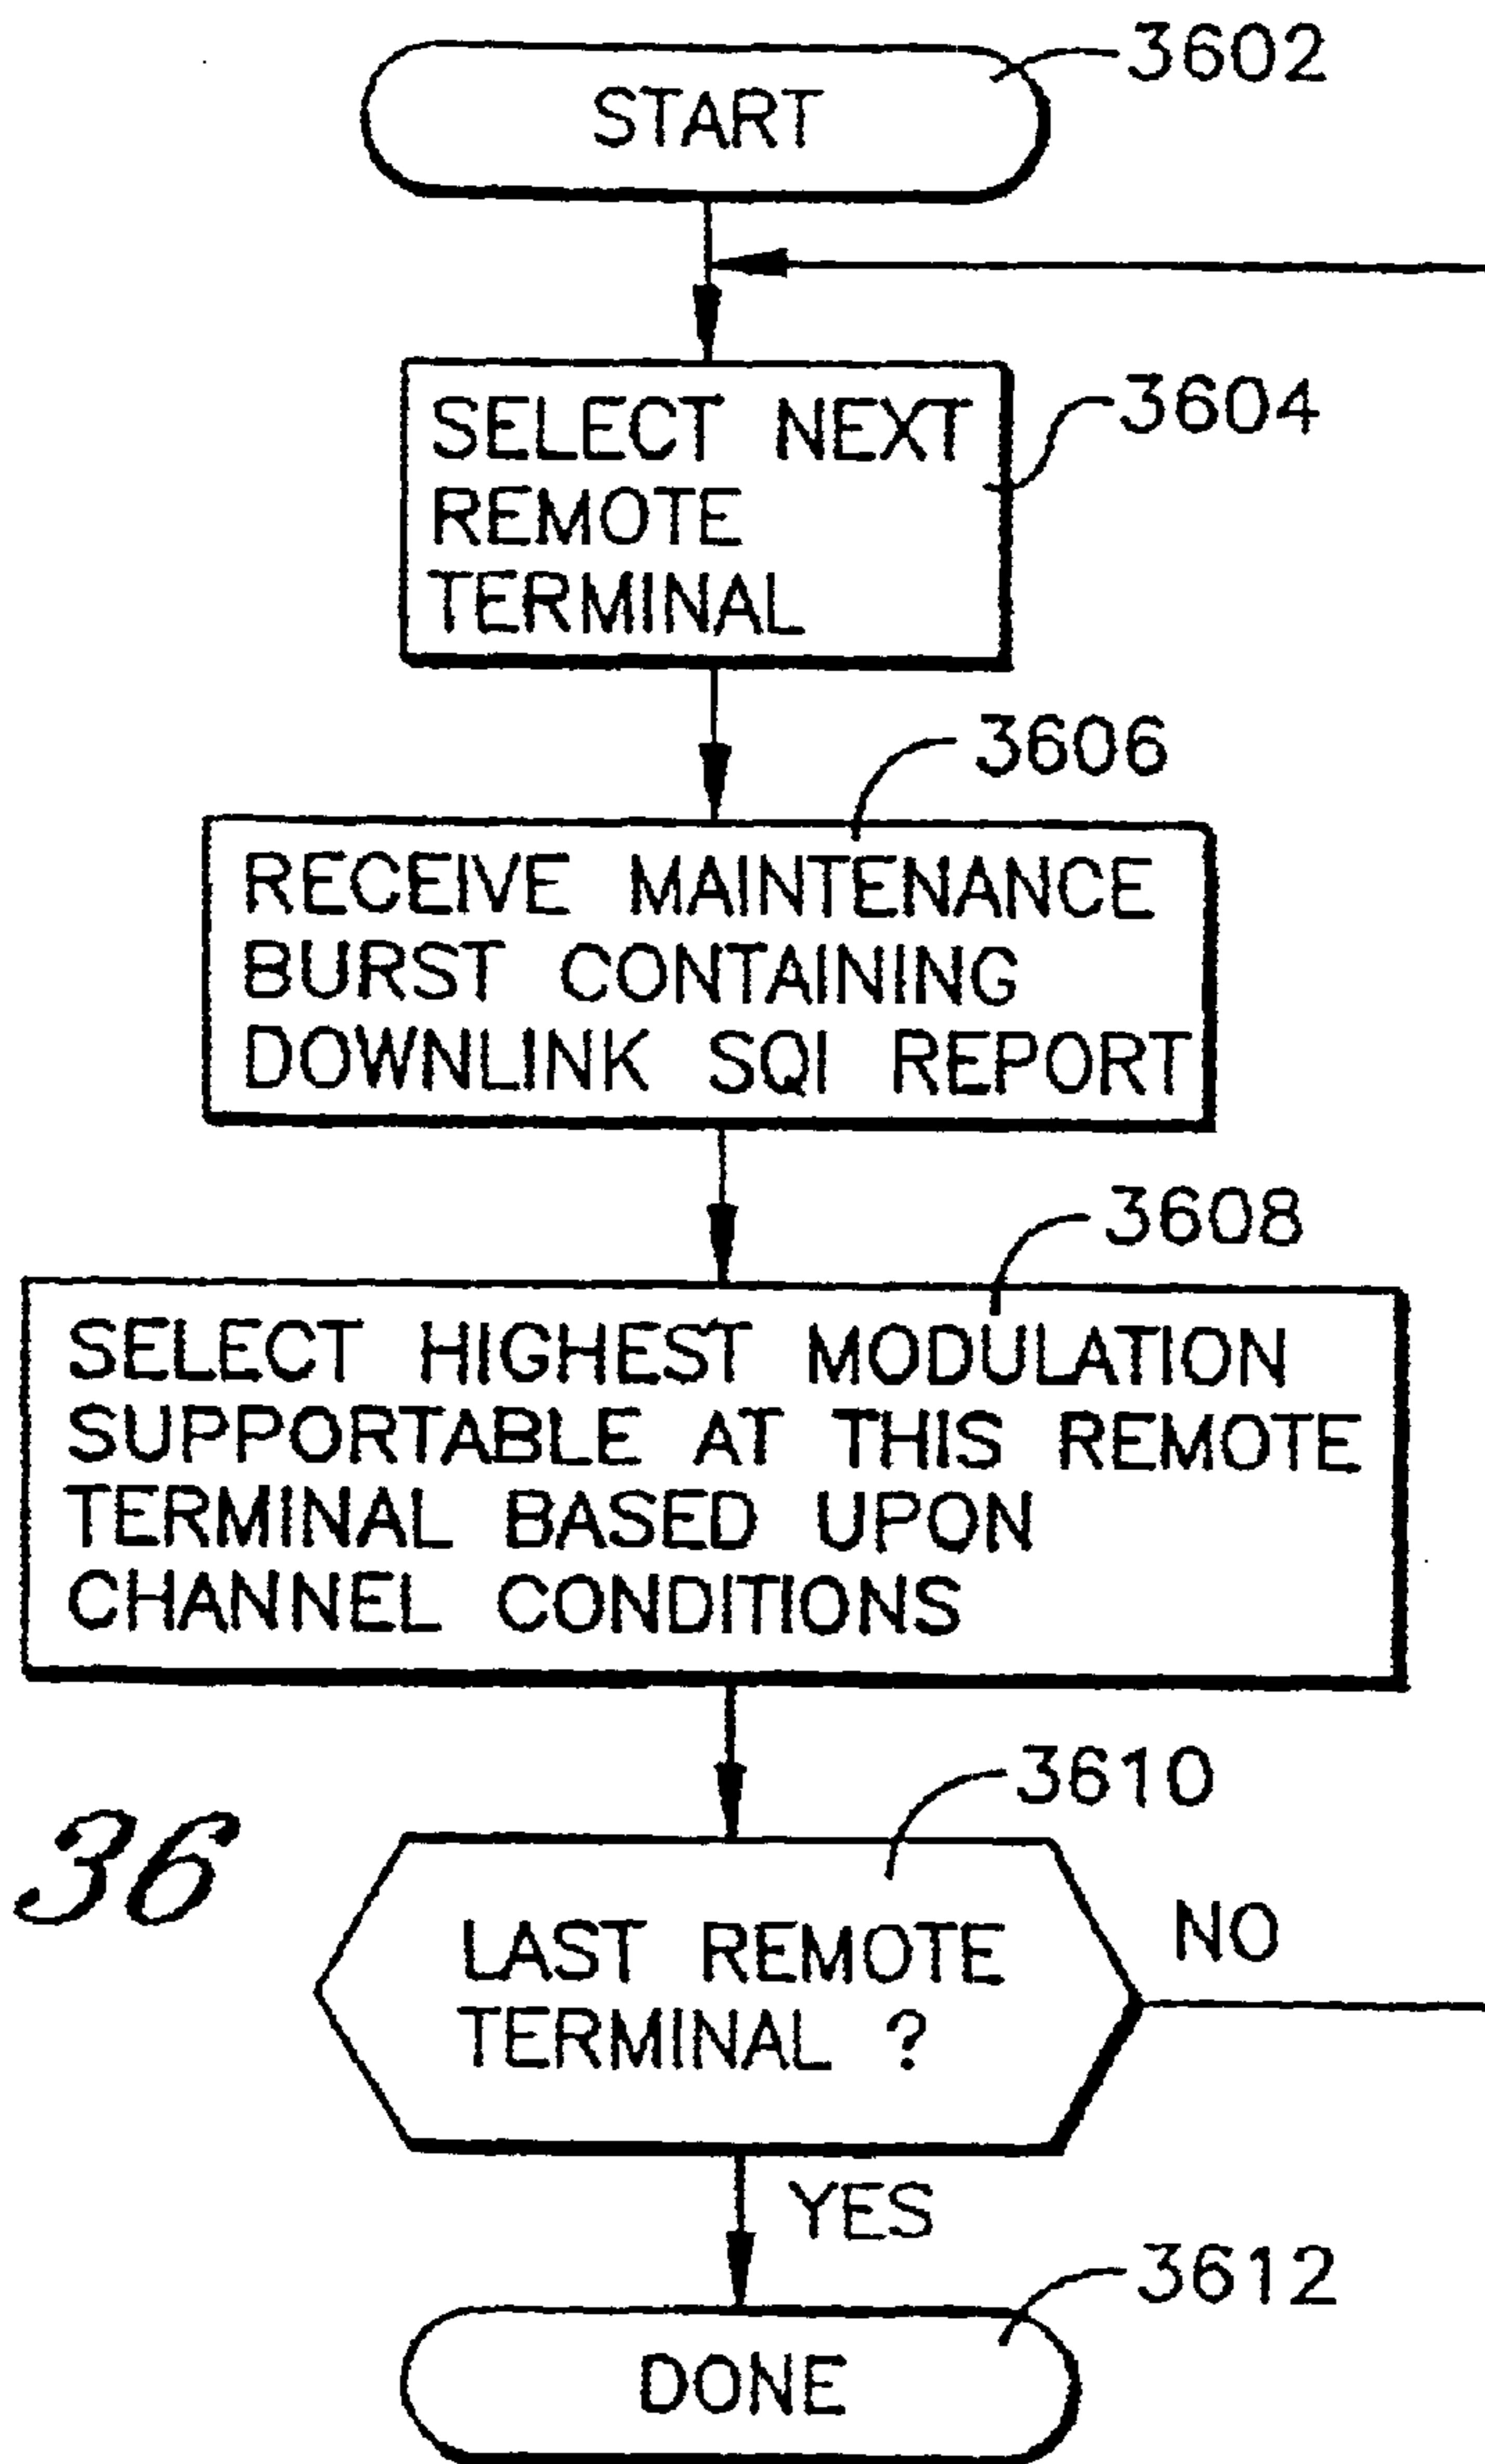 3602
START
3604
SELECT NEXT
REMOTE
TERMINAL
3606
RECEIVE MAINTENANCE
BURST CONTAINING
DOWNLINK SQI REPORT
3608
SELECT HIGHEST MODULATION
SUPPORTABLE AT THIS REMOTE
TERMINAL BASED UPON
CHANNEL CONDITIONS
3610
36
LAST REMOTE
TERMINAL ?
NO
YES
3612
DONE